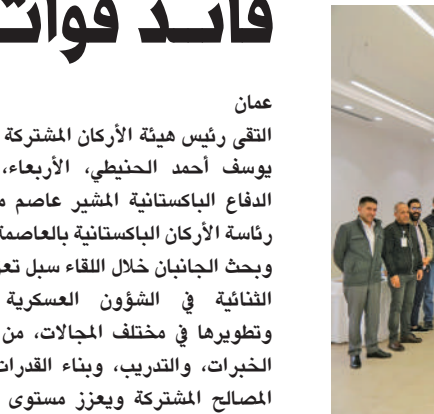 قائد قوات
عمان
التقى رئيس هيئة الأركان المشتركة
يوسف أحمد الحنيطي، الأربعاء،
الدفاع الباكستانية المشير عاصم
رئاسة الأركان الباكستانية بالعاصمة
وبحث الجانبان خلال اللقاء سبل
الثنائية في الشؤون العسكرية
وتطويرها في مختلف المجالات، من
الخبرات، والتدريب، وبناء القدرات
المصالح المشتركة ويعزز مستوى